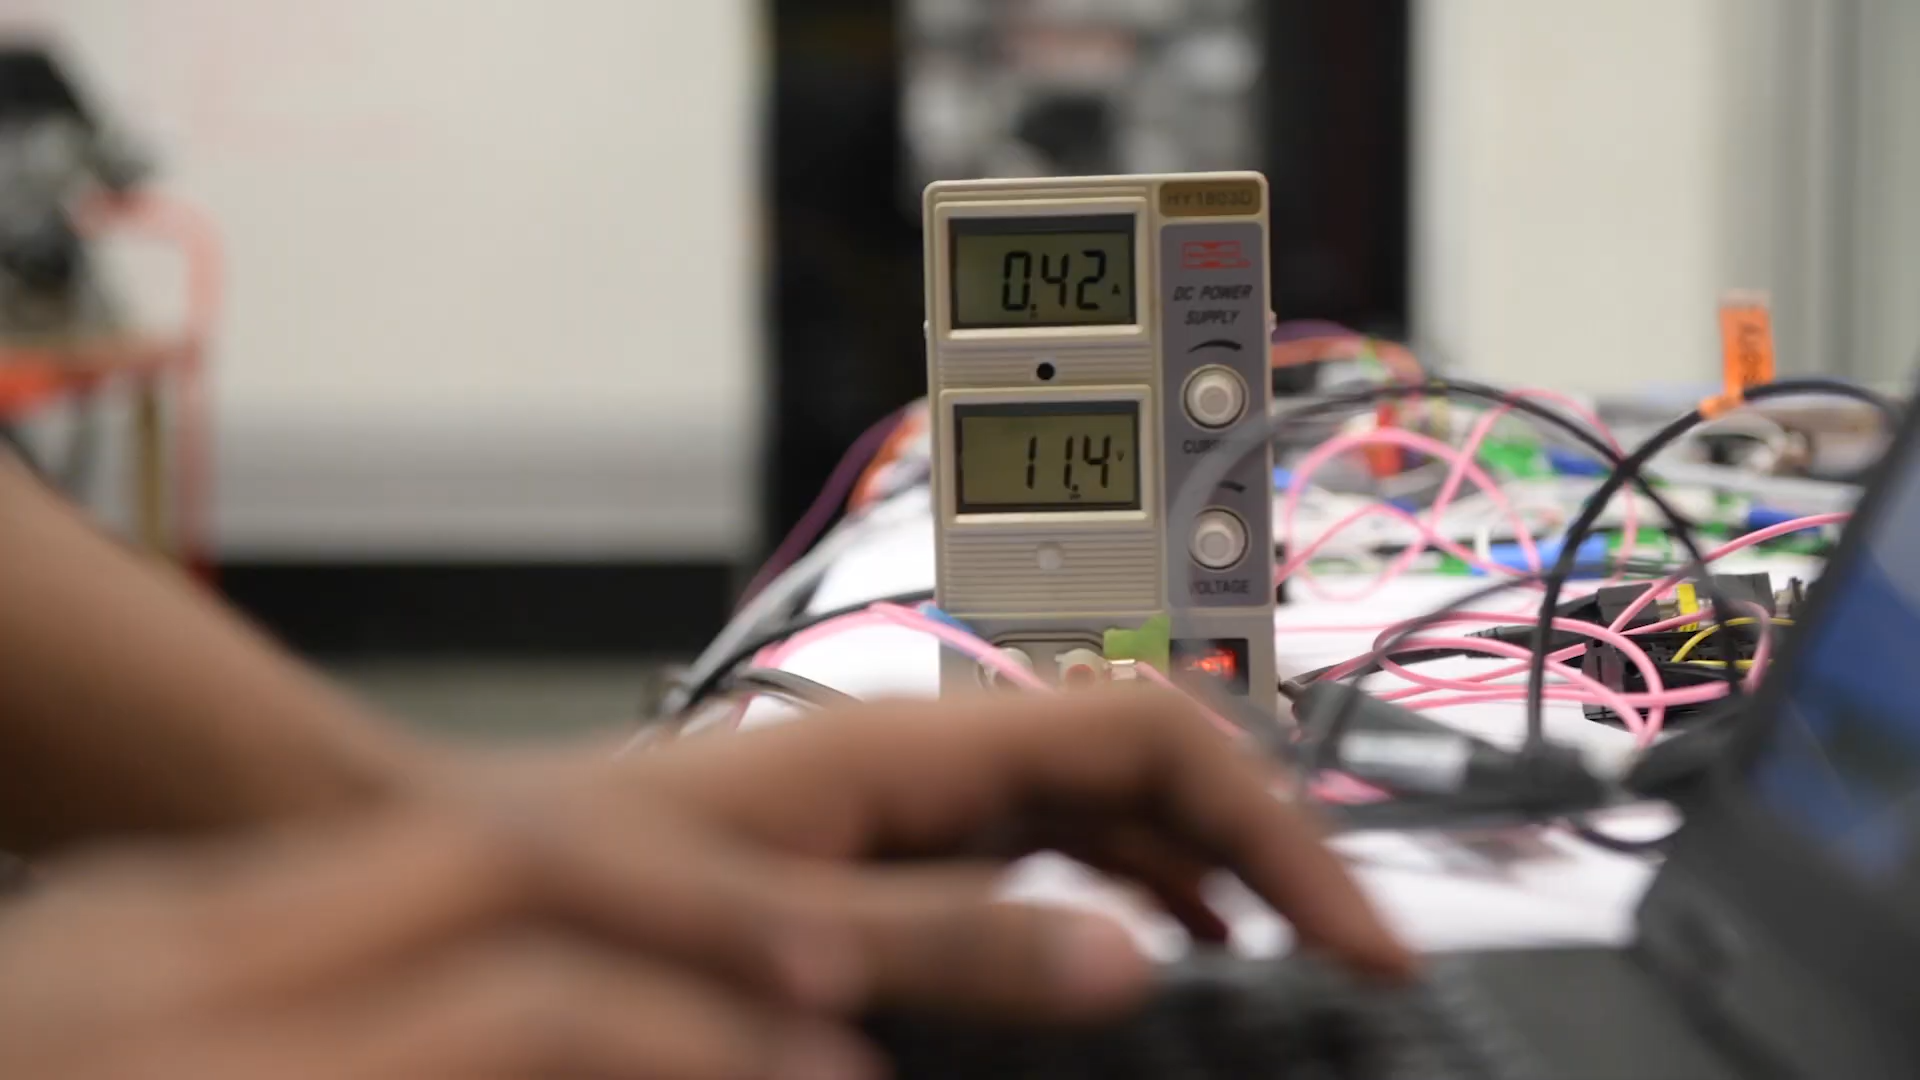 HY1803D
0.42 A
DC POWER
SUPPLY
11.4 V
VOLTAGE